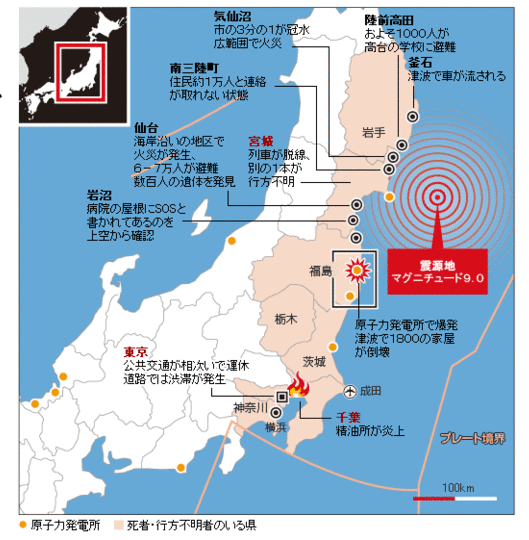 気仙沼
市の3分の1が冠水
広範囲で火災
陸前高田
およそ1000人が
高台の学校に避難
釜石
津波で車が流される
南三陸町
住民約1万人と連絡
が取れない状態
岩手
仙台
海岸沿いの地区で
火災が発生、
6－7万人が避難
数百人の遺体を発見
宮城
列車が脱線、
別の1本が
行方不明
岩沼
病院の屋根にSOSと
書かれてあるのを
上空から確認
震源地
マグニチュード9.0
福島
原子力発電所で爆発
津波で1800の家屋
が倒壊
栃木
茨城
東京
公共交通が相次いで運休
道路では渋滞が発生
成田
神奈川
横浜
千葉
精油所が炎上
プレート境界
100km
原子力発電所
死者・行方不明者のいる県